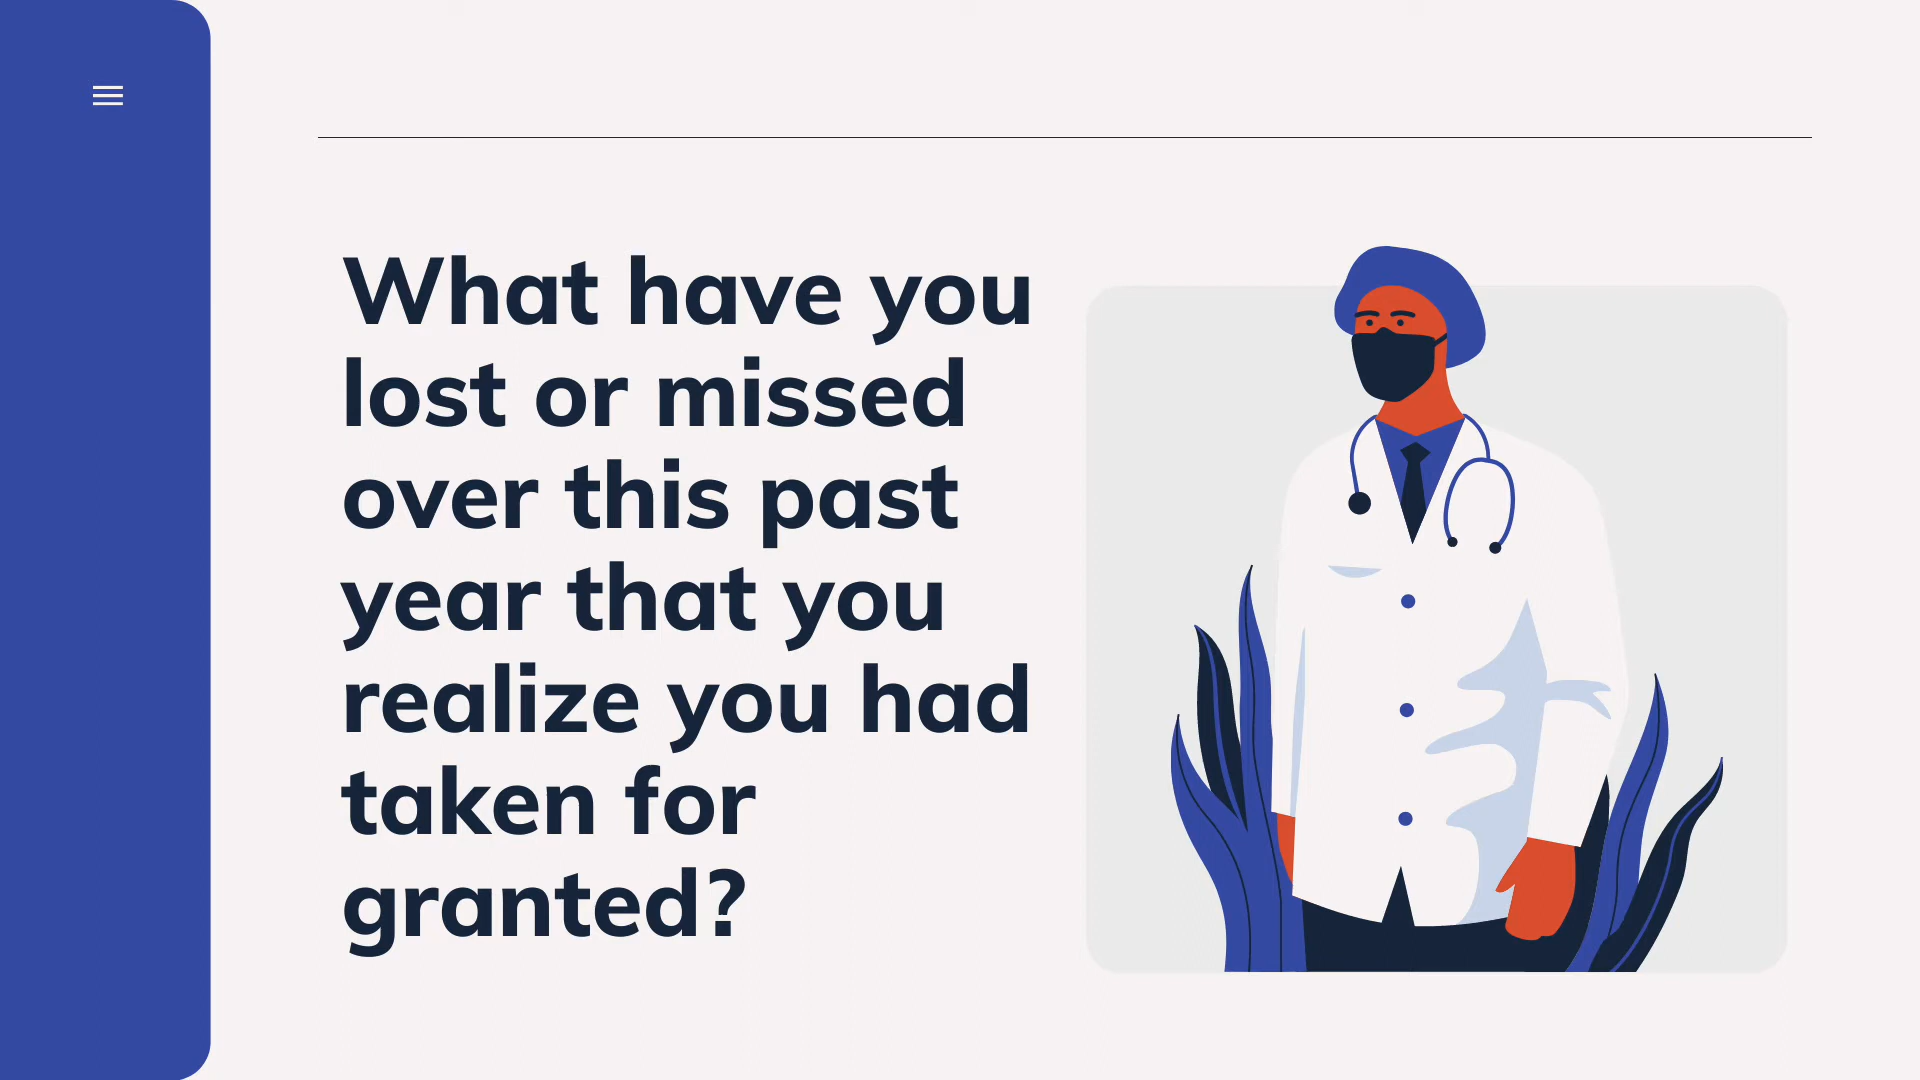 What have you
lost or missed
over this past
year that you
realize you had
taken for
granted?